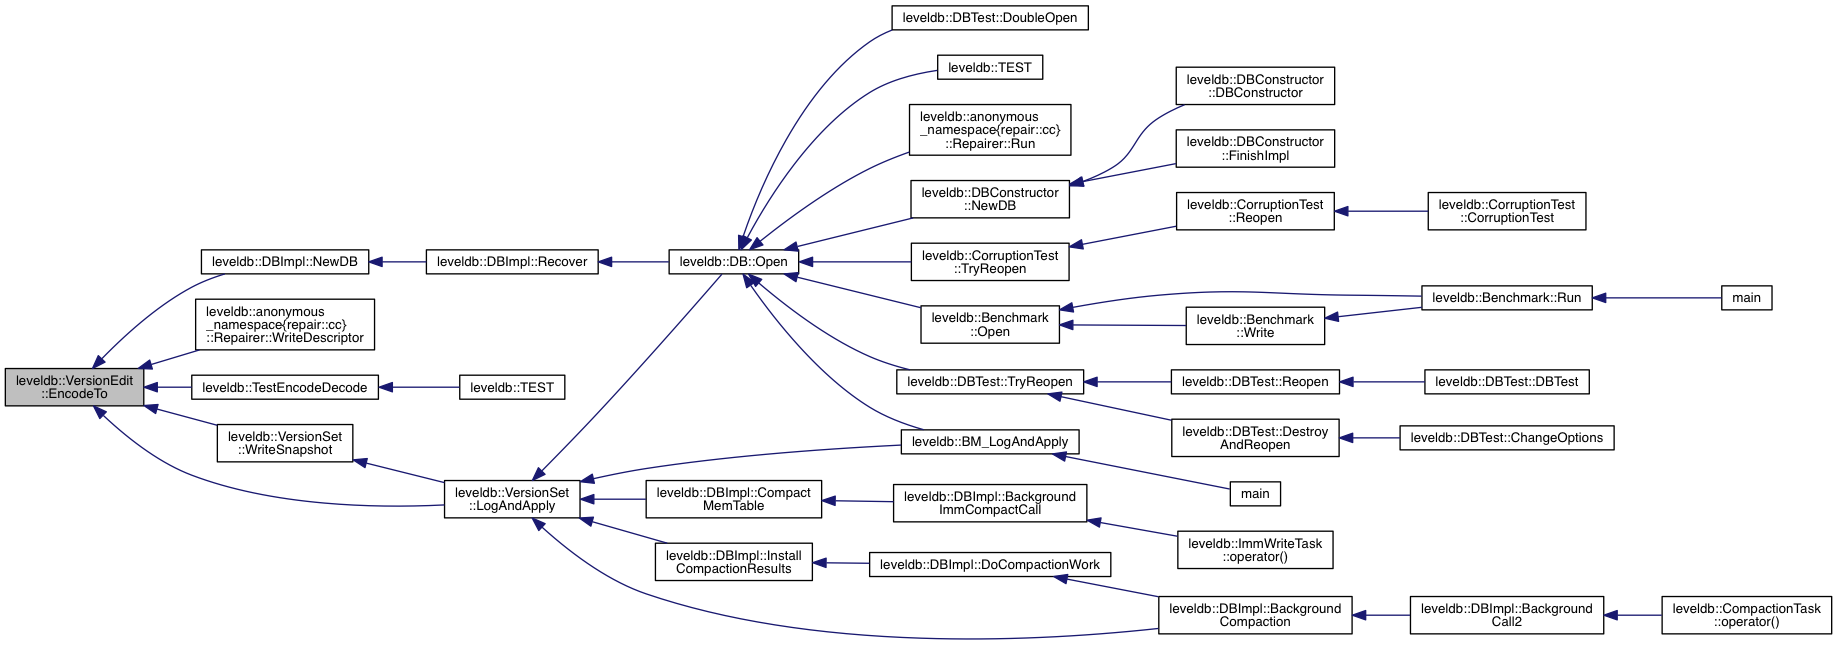 leveldb::DBTest::DoubleOpen
leveldb::TEST
leveldb::DBConstructor
::DBConstructor
leveldb::anonymous
_namespace{repair::cc}
::Repairer::Run
leveldb::DBConstructor
::FinishImpl
leveldb::DBConstructor
::NewDB
leveldb::CorruptionTest
::Reopen
leveldb::CorruptionTest
::CorruptionTest
leveldb::DBImpl::NewDB
leveldb::DBImpl::Recover
leveldb::DB::Open
leveldb::CorruptionTest
::TryReopen
leveldb::anonymous
_namespace{repair::cc}
::Repairer::WriteDescriptor
leveldb::Benchmark
::Open
leveldb::Benchmark
::Write
leveldb::Benchmark::Run
main
leveldb::VersionEdit
::EncodeTo
leveldb::TestEncodeDecode
leveldb::TEST
leveldb::DBTest::TryReopen
leveldb::DBTest::Reopen
leveldb::DBTest::DBTest
leveldb::VersionSet
::WriteSnapshot
leveldb::BM_LogAndApply
leveldb::DBTest::Destroy
AndReopen
leveldb::DBTest::ChangeOptions
leveldb::VersionSet
::LogAndApply
leveldb::DBImpl::Compact
MemTable
leveldb::DBImpl::Background
ImmCompactCall
main
leveldb::ImmWriteTask
::operator()
leveldb::DBImpl::Install
CompactionResults
leveldb::DBImpl::DoCompactionWork
leveldb::DBImpl::Background
Compaction
leveldb::DBImpl::Background
Call2
leveldb::CompactionTask
::operator()